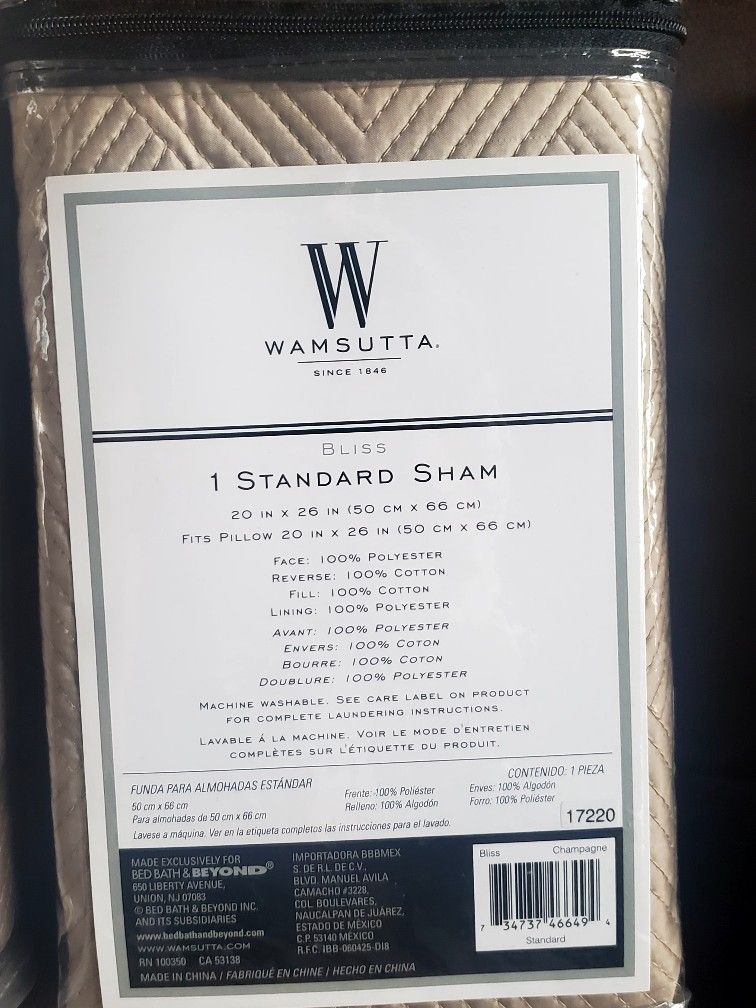 W
WAMSUTTA®
SINCE 1846
BLISS
1 STANDARD SHAM
20 IN X 26 IN (50 CM X 66 CM)
FITS PILLOW 20 IN X 26 IN (50 CM X 66 CM)
FACE: 100% POLYESTER
REVERSE: 100% COTTON
FILL: 100% COTTON
LINING: 100% POLYESTER
AVANT: 100% POLYESTER
ENVERS: 100% COTON
BOURRE: 100% COTON
DOUBLURE: 100% POLYESTER
MACHINE WASHABLE. SEE CARE LABEL ON PRODUCT
FOR COMPLETE LAUNDERING INSTRUCTIONS.
LAVABLE Á LA MACHINE. VOIR LE MODE D'ENTRETIEN
COMPLÈTES SUR L'ÉTIQUETTE DU PRODUIT.
FUNDA PARA ALMOHADAS ESTÁNDAR
CONTENIDO: 1 PIEZA
50 cm x 66 cm
Para almohadas de 50 cm x 66 cm
Frente: 100% Poliéster
Relleno: 100% Algodón
Enves: 100% Algodón
Forro: 100% Poliéster
Lavese a máquina. Ver en la etiqueta completos las instrucciones para el lavado.
17220
MADE EXCLUSIVELY FOR
BED BATH & BEYOND®
650 LIBERTY AVENUE,
UNION, NJ 07083
© BED BATH & BEYOND INC.
AND ITS SUBSIDIARIES
www.bedbathandbeyond.com
WWW.WAMSUTTA.COM
RN 100350 CA 53138
MADE IN CHINA / FABRIQUÉ EN CHINE / HECHO EN CHINA
IMPORTADORA BBBMEX
S. DE R.L. DE C.V.,
BLVD. MANUEL AVILA
CAMACHO #3228,
COL. BOULEVARES,
NAUCALPAN DE JUÁREZ,
ESTADO DE MÉXICO
C.P. 53140 MÉXICO
R.F.C. IBB-060425-DI8
Bliss Champagne
7 34737 46649 4
Standard